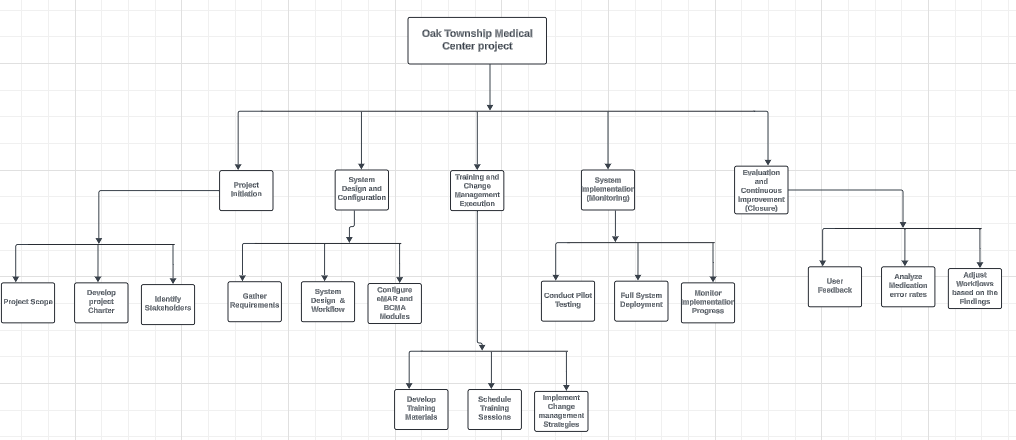 Oak Township Medical
Center project
Project
Initiation
System
Design and
Configuration
Training and
Change
Management
Execution
System
Implementation
(Monitoring)
Evaluation
and
Continuous
Improvement
(Closure)
Project Scope
Develop
project
Charter
Identify
Stakeholders
Gather
Requirements
System
Design &
Workflow
Configure
eMAR and
BCMA
Modules
Conduct Pilot
Testing
Full System
Deployment
Monitor
Implementation
Progress
User
Feedback
Analyze
Medication
error rates
Adjust
Workflows
based on the
Findings
Develop
Training
Materials
Schedule
Training
Sessions
Implement
Change
management
Strategies